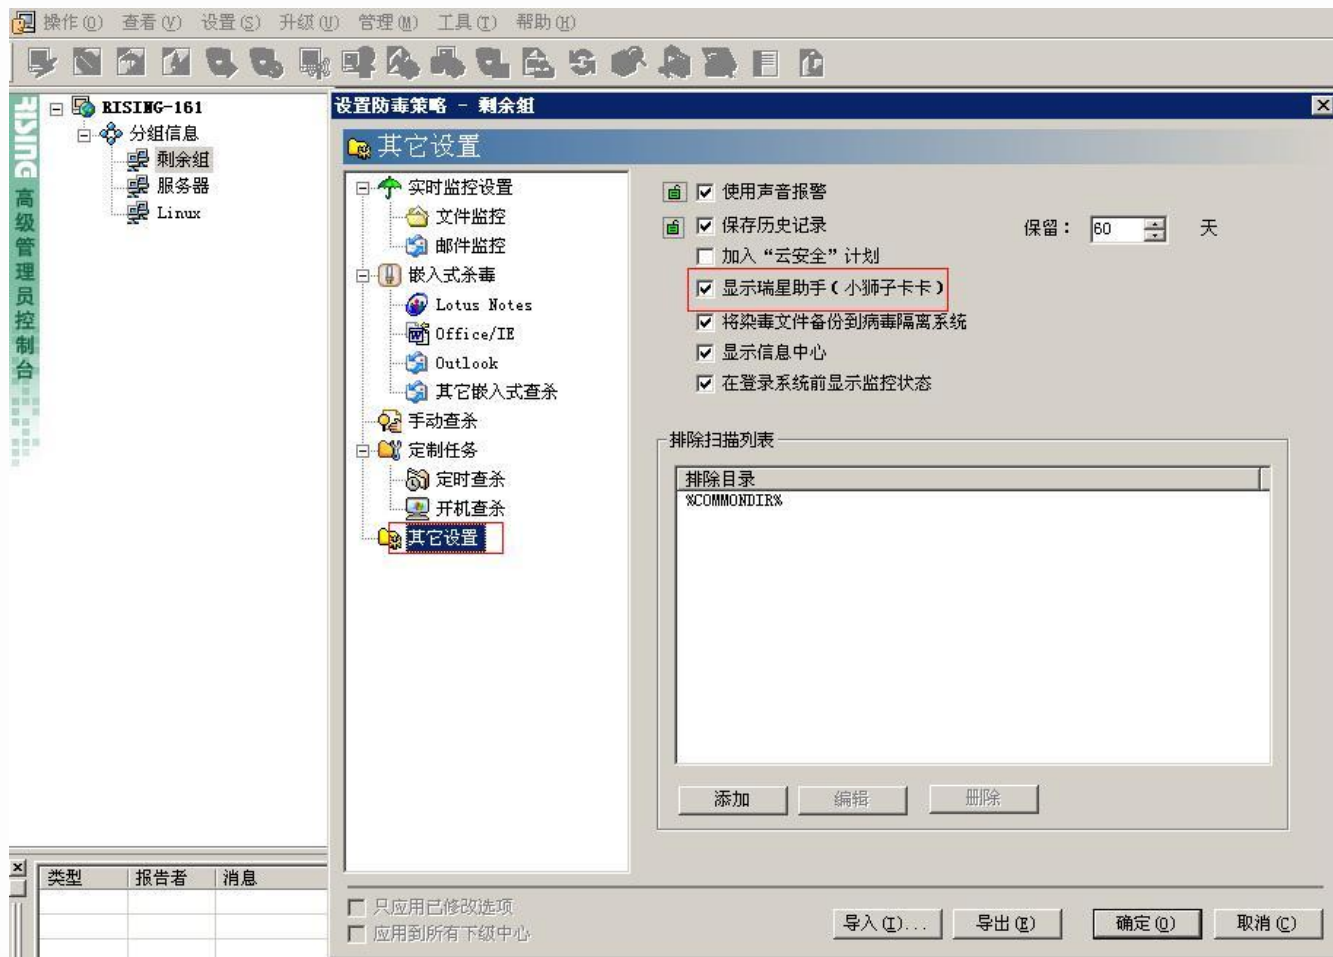 操作(O) 查看(V) 设置(S) 升级(U) 管理(M) 工具(T) 帮助(H)
RISING
高级管理员控制台
RISING-161
分组信息
剩余组
服务器
Linux
设置防毒策略 - 剩余组
其它设置
实时监控设置
文件监控
邮件监控
嵌入式杀毒
Lotus Notes
Office/IE
Outlook
其它嵌入式查杀
手动查杀
定制任务
定时查杀
开机查杀
其它设置
使用声音报警
保存历史记录 保留： 60 天
加入“云安全”计划
显示瑞星助手(小狮子卡卡)
将染毒文件备份到病毒隔离系统
显示信息中心
在登录系统前显示监控状态
排除扫描列表
排除目录
%COMMONDIR%
添加 编辑 删除
类型 报告者 消息
只应用已修改选项
应用到所有下级中心
导入(I)... 导出(E) 确定(O) 取消(C)